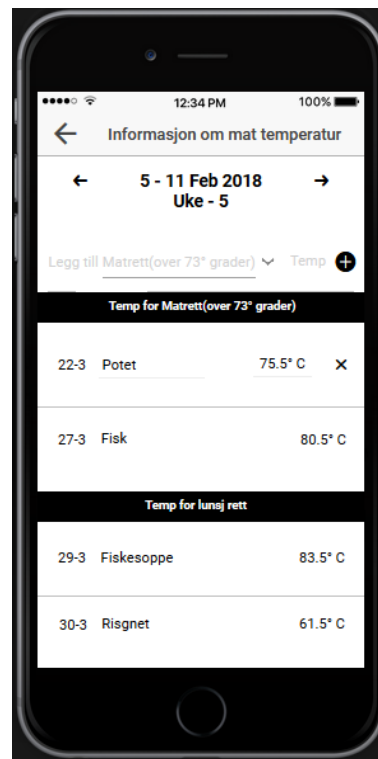 12:34 PM 100%
Informasjon om mat temperatur
5 - 11 Feb 2018
Uke - 5
Legg till Matrett(over 73° grader) Temp
Temp for Matrett(over 73° grader)
22-3 Potet 75.5° C
27-3 Fisk 80.5° C
Temp for lunsj rett
29-3 Fiskesoppe 83.5° C
30-3 Risgnet 61.5° C